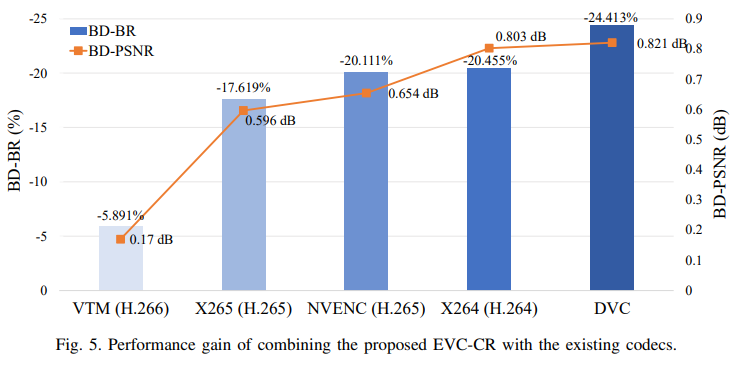 -25
-20
-15
-10
-5
0
BD-BR (%)
BD-BR
BD-PSNR
-5.891%
0.17 dB
-17.619%
0.596 dB
-20.111%
0.654 dB
0.803 dB
-20.455%
-24.413%
0.821 dB
0.9
0.8
0.7
0.6
0.5
0.4
0.3
0.2
0.1
0
BD-PSNR (dB)
VTM (H.266)
X265 (H.265)
NVENC (H.265)
X264 (H.264)
DVC
Fig. 5. Performance gain of combining the proposed EVC-CR with the existing codecs.